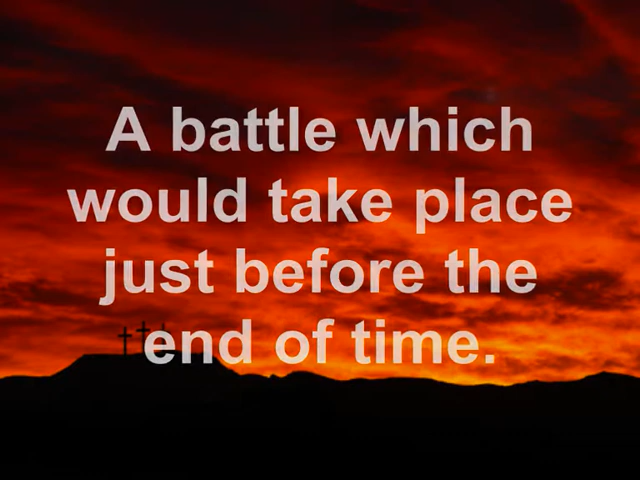 A battle which
would take place
just before the
end of time.